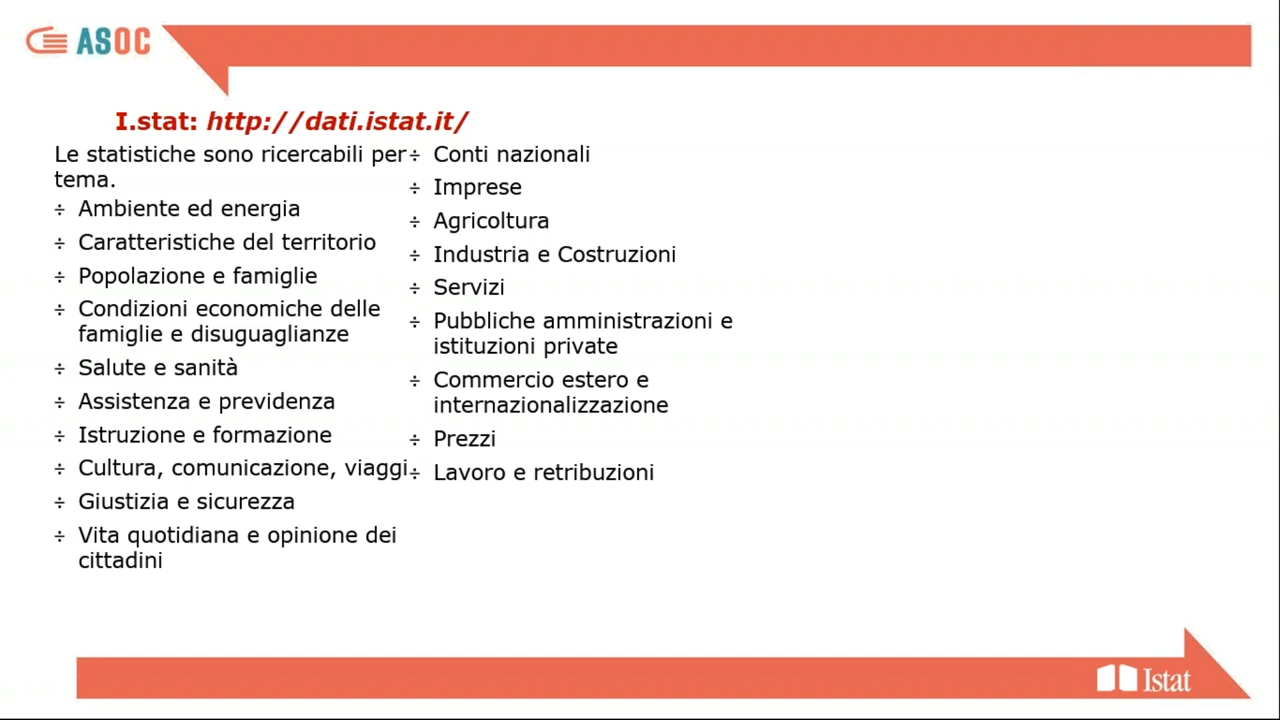 ASOC
I.stat: http://dati.istat.it/
Le statistiche sono ricercabili per
tema.
÷ Ambiente ed energia
÷ Caratteristiche del territorio
÷ Popolazione e famiglie
÷ Condizioni economiche delle
famiglie e disuguaglianze
÷ Salute e sanità
÷ Assistenza e previdenza
÷ Istruzione e formazione
÷ Cultura, comunicazione, viaggi
÷ Giustizia e sicurezza
÷ Vita quotidiana e opinione dei
cittadini
÷ Conti nazionali
÷ Imprese
÷ Agricoltura
÷ Industria e Costruzioni
÷ Servizi
÷ Pubbliche amministrazioni e
istituzioni private
÷ Commercio estero e
internazionalizzazione
÷ Prezzi
÷ Lavoro e retribuzioni
Istat